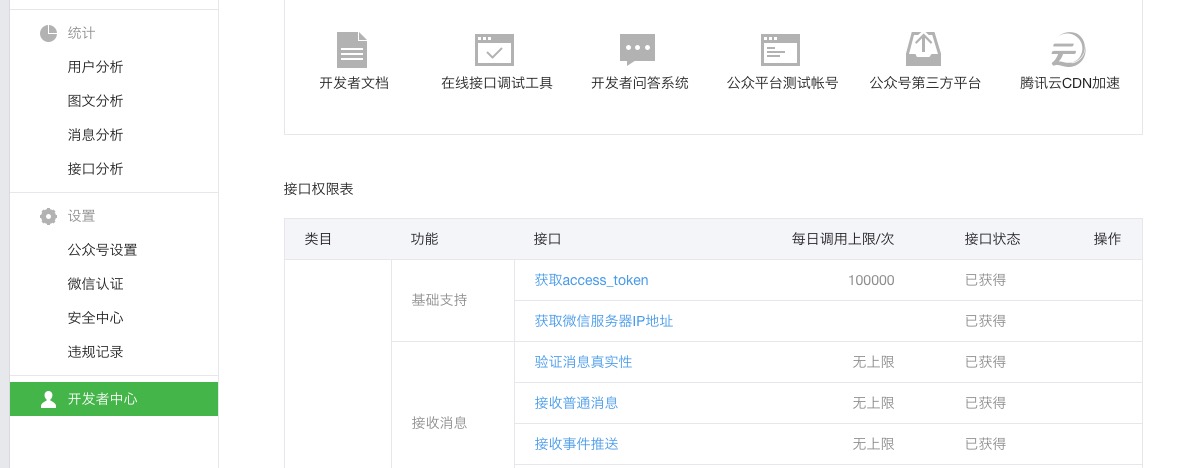 统计
用户分析
图文分析
消息分析
接口分析
设置
公众号设置
微信认证
安全中心
违规记录
开发者中心
开发者文档 在线接口调试工具 开发者问答系统 公众平台测试帐号 公众号第三方平台 腾讯云CDN加速
接口权限表
类目 功能 接口 每日调用上限/次 接口状态 操作
基础支持
获取access_token 100000 已获得
获取微信服务器IP地址 已获得
接收消息
验证消息真实性 无上限 已获得
接收普通消息 无上限 已获得
接收事件推送 无上限 已获得